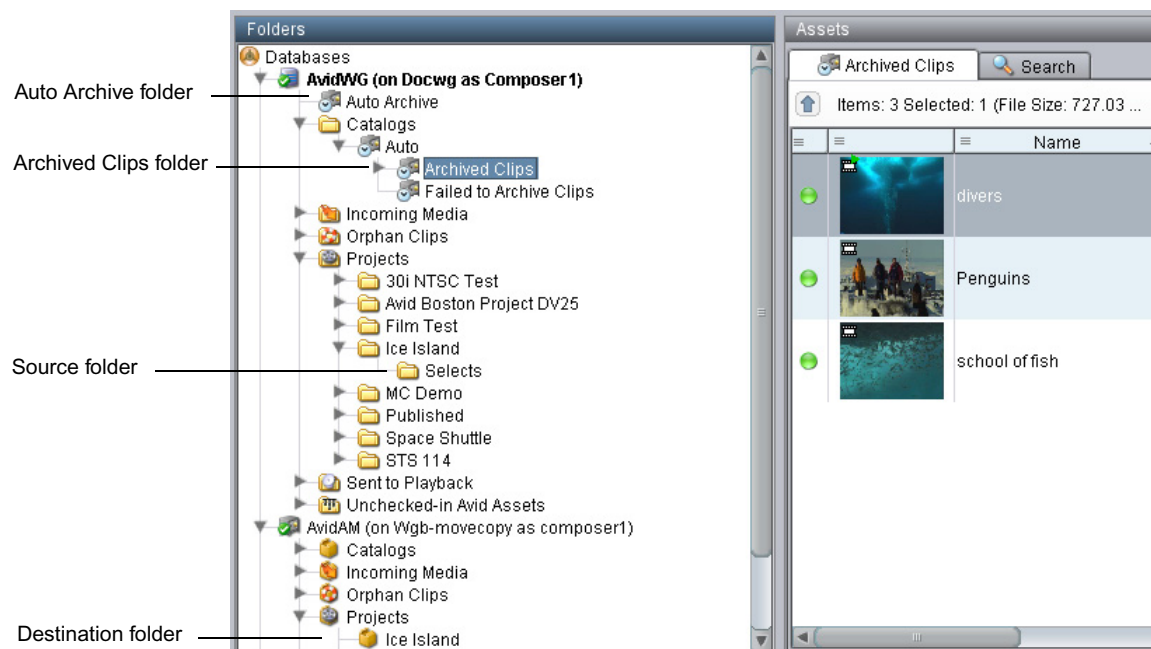 Folders
Databases
AvidWG (on Docwg as Composer1)
Auto Archive folder
Auto Archive
Catalogs
Auto
Archived Clips folder
Archived Clips
Failed to Archive Clips
Incoming Media
Orphan Clips
Projects
30i NTSC Test
Avid Boston Project DV25
Film Test
Ice Island
Source folder
Selects
MC Demo
Published
Space Shuttle
STS 114
Sent to Playback
Unchecked-in Avid Assets
AvidAM (on Wgb-movecopy as composer1)
Catalogs
Incoming Media
Orphan Clips
Projects
Destination folder
Ice Island
Assets
Archived Clips
Search
Items: 3 Selected: 1 (File Size: 727.03 ...
Name
divers
Penguins
school of fish